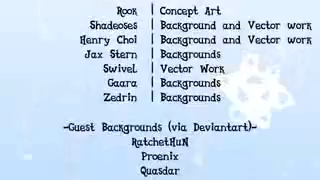 Rook | Concept Art
Shadeoses | Background and Vector work
Henry Choi | Background and Vector work
Jax Stern | Backgrounds
Swivel | Vector Work
Gaara | Backgrounds
Zedrin | Backgrounds
~Guest Backgrounds (via Deviantart)~
RatchetHuN
Proenix
Quasdar